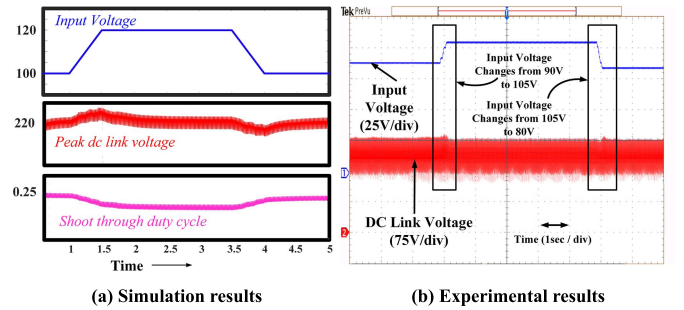 Input Voltage
120
100
220
Peak dc link voltage
0.25
Shoot through duty cycle
1 1.5 2 2.5 3 3.5 4 4.5 5
Time
(a) Simulation results
Tek PreVu
Input Voltage
Changes from 90V
to 105V
Input
Voltage
(25V/div)
Input Voltage
Changes from 105V
to 80V
1
DC Link Voltage
(75V/div)
Time (1sec / div)
2
(b) Experimental results